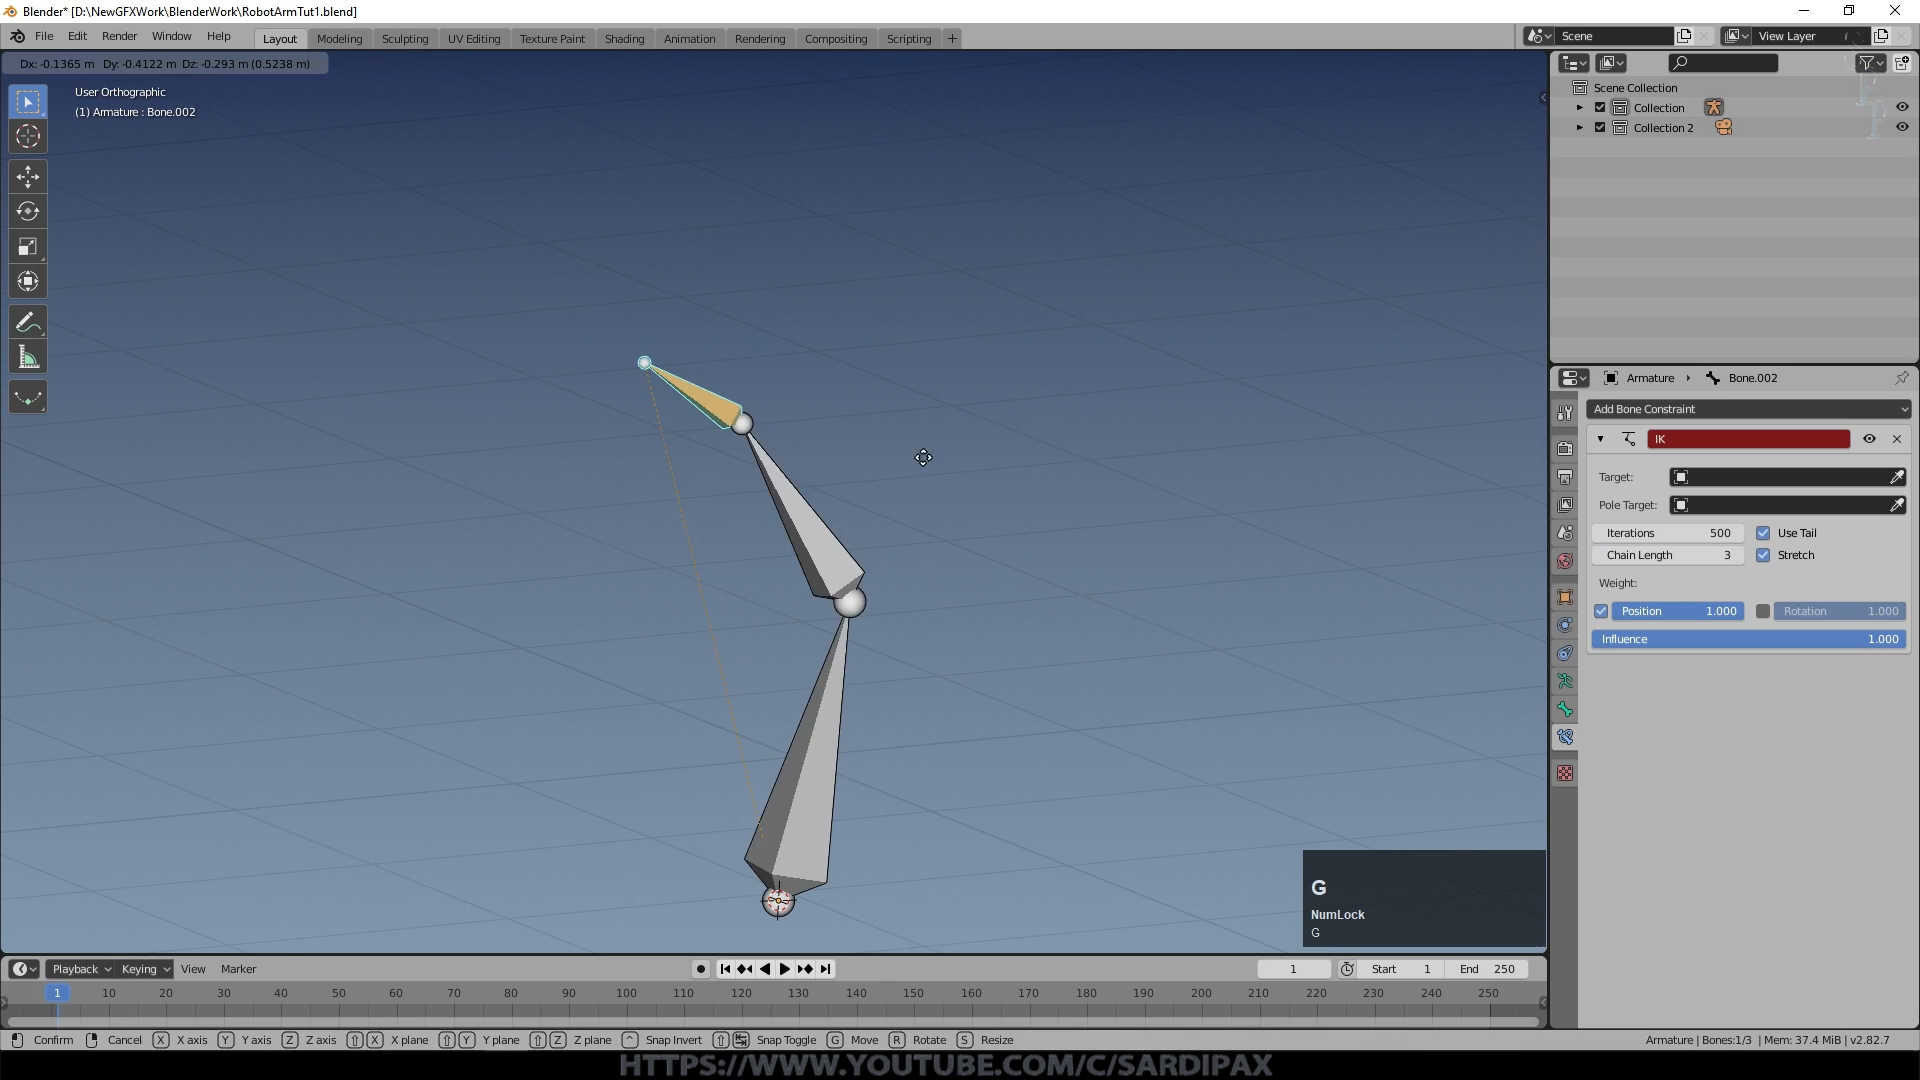 Blender* [D:\NewGFXWork\BlenderWork\RobotArmTut1.blend]
File Edit Render Window Help Layout Modeling Sculpting UV Editing Texture Paint Shading Animation Rendering Compositing Scripting + Scene View Layer
Dx: -0.1365 m Dy: -0.4122 m Dz: -0.293 m (0.5238 m)
User Orthographic
(1) Armature : Bone.002
Scene Collection
Collection
Collection 2
Armature Bone.002
Add Bone Constraint
IK
Target:
Pole Target:
Iterations 500 Use Tail
Chain Length 3 Stretch
Weight:
Position 1.000 Rotation 1.000
Influence 1.000
G
NumLock
G
Playback Keying View Marker 1 Start 1 End 250
1 10 20 30 40 50 60 70 80 90 100 110 120 130 140 150 160 170 180 190 200 210 220 230 240 250
Confirm Cancel X X axis Y Y axis Z Z axis X X plane Y Y plane Z Z plane Snap Invert Snap Toggle G Move R Rotate S Resize Armature | Bones:1/3 | Mem: 37.4 MiB | v2.82.7
HTTPS://WWW.YOUTUBE.COM/C/SARDIPAX